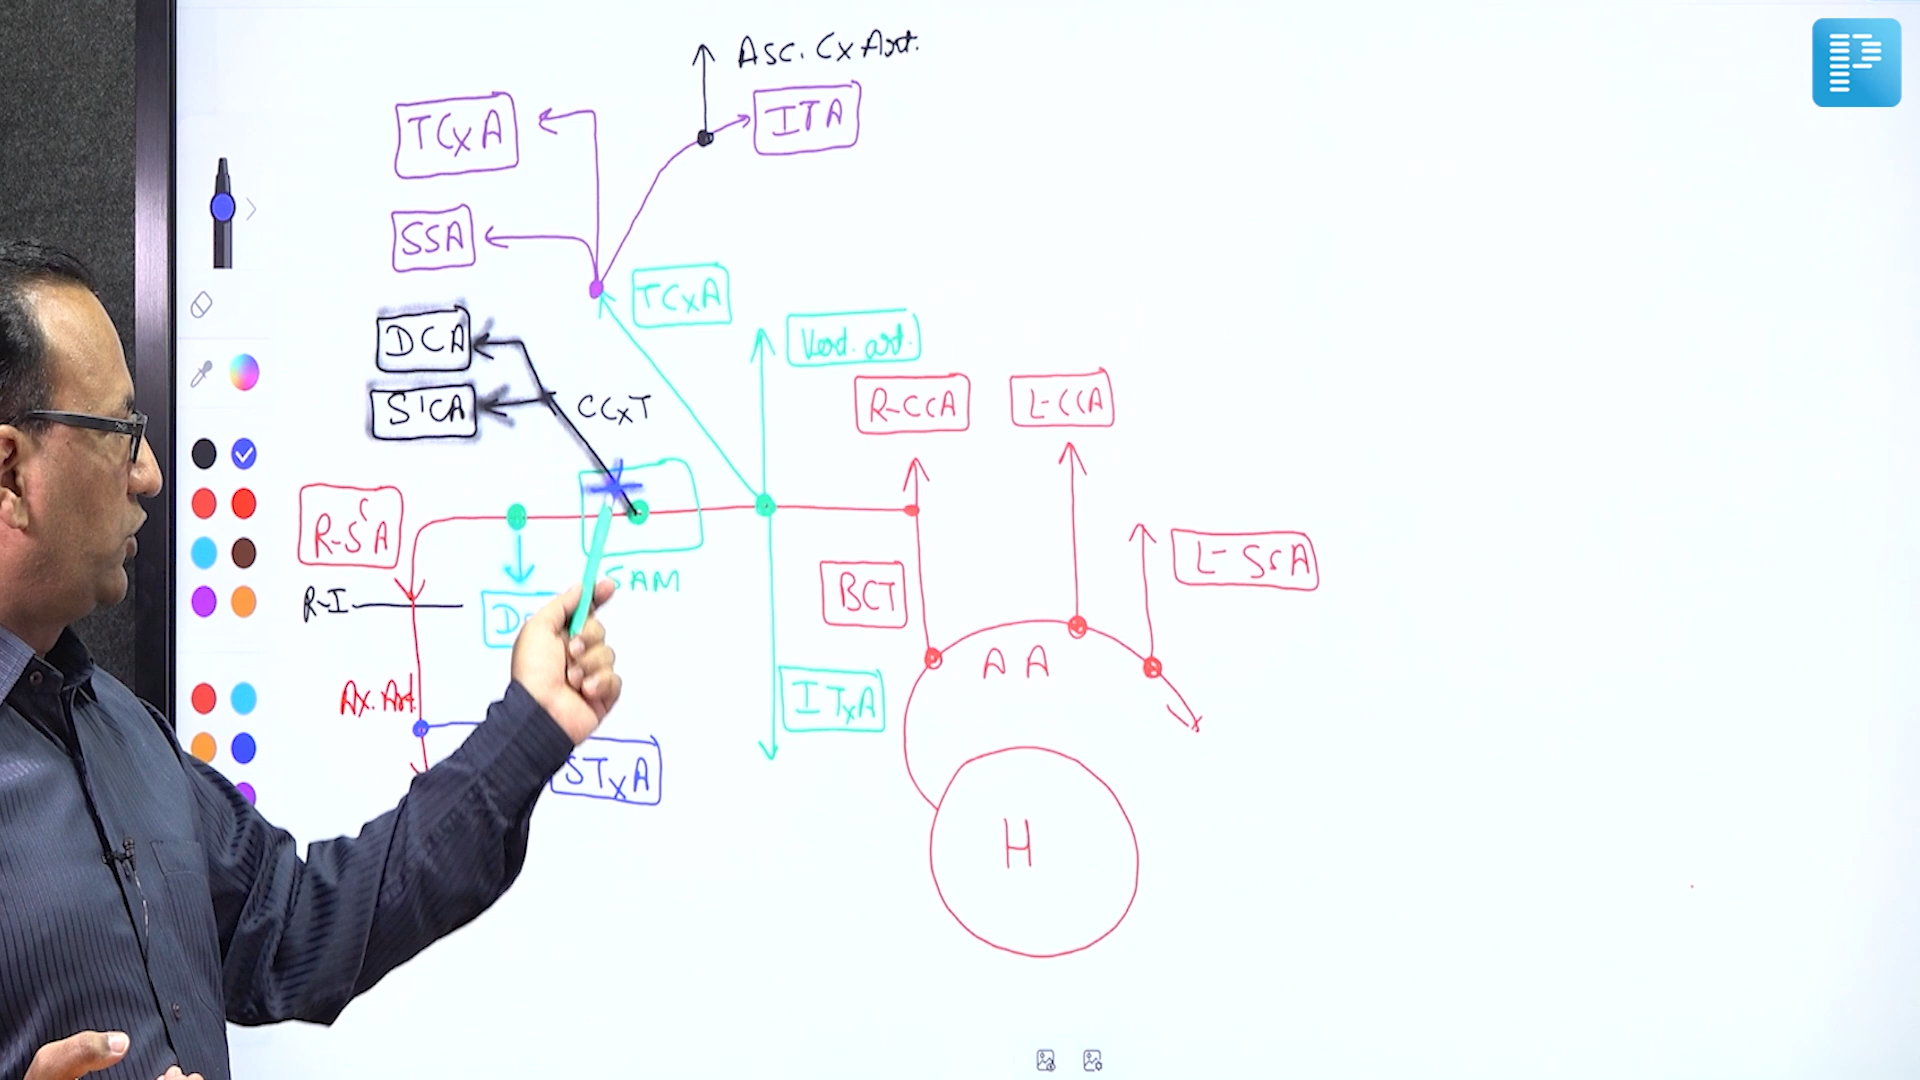 Asc. Cx Art.
TCxA
ITA
SSA
TCxA
DCA
Vert. art.
SICA
CCxT
R-CCA
L-CCA
R-ScA
L-ScA
SAM
R-I
BCT
AA
Ax. Art.
ITxA
STxA
H